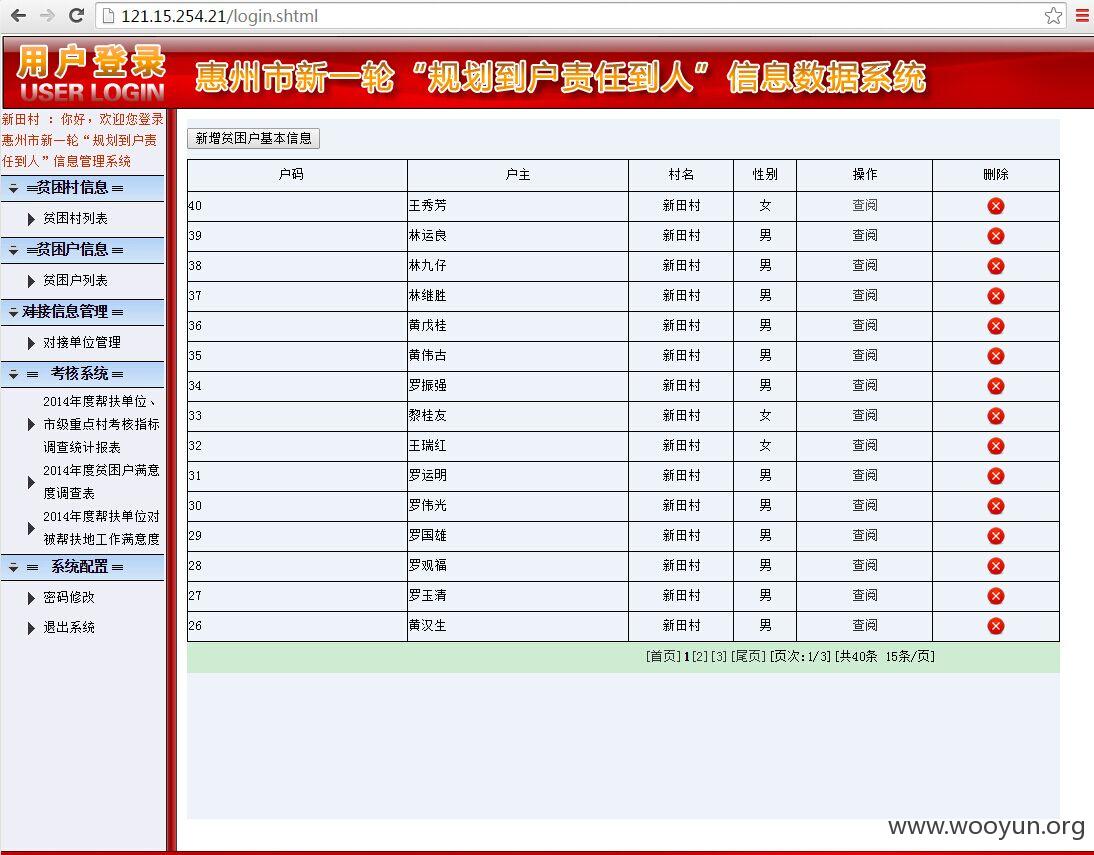 121.15.254.21/login.shtml
用户登录
USER LOGIN
惠州市新一轮“规划到户责任到人”信息数据系统
新田村 : 你好，欢迎您登录
惠州市新一轮“规划到户责
任到人”信息管理系统
═贫困村信息═
贫困村列表
═贫困户信息═
贫困户列表
对接信息管理═
对接单位管理
═ 考核系统═
2014年度帮扶单位、
市级重点村考核指标
调查统计报表
2014年度贫困户满意
度调查表
2014年度帮扶单位对
被帮扶地工作满意度
═ 系统配置═
密码修改
退出系统
新增贫困户基本信息
户码 户主 村名 性别 操作 删除
40 王秀芳 新田村 女 查阅
39 林运良 新田村 男 查阅
38 林九仔 新田村 男 查阅
37 林继胜 新田村 男 查阅
36 黄戊桂 新田村 男 查阅
35 黄伟古 新田村 男 查阅
34 罗振强 新田村 男 查阅
33 黎桂友 新田村 女 查阅
32 王瑞红 新田村 女 查阅
31 罗运明 新田村 男 查阅
30 罗伟光 新田村 男 查阅
29 罗国雄 新田村 男 查阅
28 罗观福 新田村 男 查阅
27 罗玉清 新田村 男 查阅
26 黄汉生 新田村 男 查阅
[首页]1[2][3][尾页][页次:1/3][共40条 15条/页]
www.wooyun.org